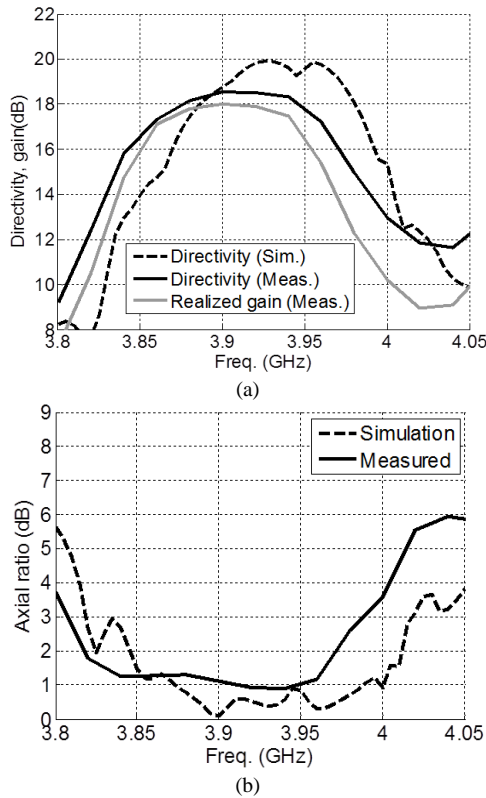 22
20
18
16
14
12
10
8
Directivity, gain(dB)
Directivity (Sim.)
Directivity (Meas.)
Realized gain (Meas.)
3.8 3.85 3.9 3.95 4 4.05
Freq. (GHz)
(a)
9
8
7
6
5
4
3
2
1
0
Axial ratio (dB)
Simulation
Measured
3.8 3.85 3.9 3.95 4 4.05
Freq. (GHz)
(b)